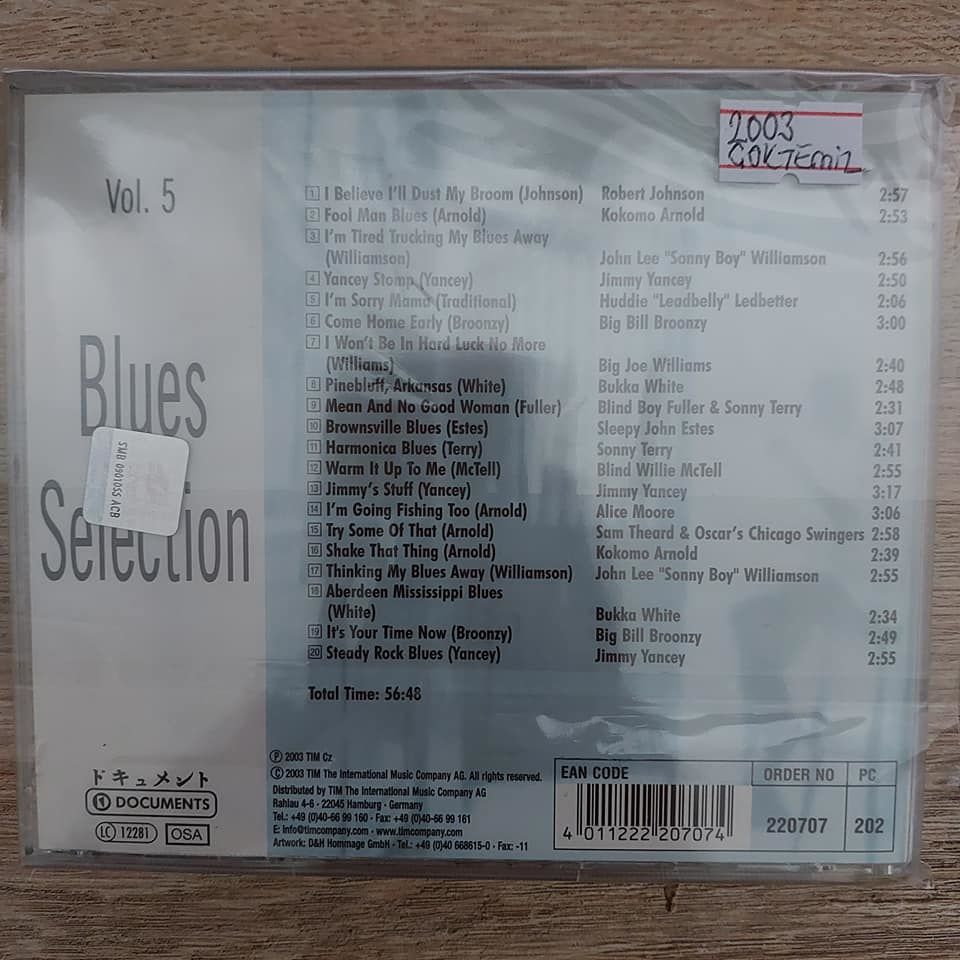 2003
GÖKTEMiZ
Vol. 5
Blues
Selection
SMB 0901055 ACB
1 I Believe I'll Dust My Broom (Johnson) Robert Johnson 2:57
2 Fool Man Blues (Arnold) Kokomo Arnold 2:53
3 I'm Tired Trucking My Blues Away
(Williamson) John Lee "Sonny Boy" Williamson 2:56
4 Yancey Stomp (Yancey) Jimmy Yancey 2:50
5 I'm Sorry Mama (Traditional) Huddie "Leadbelly" Ledbetter 2:06
6 Come Home Early (Broonzy) Big Bill Broonzy 3:00
7 I Won't Be In Hard Luck No More
(Williams) Big Joe Williams 2:40
8 Pinebluff, Arkansas (White) Bukka White 2:48
9 Mean And No Good Woman (Fuller) Blind Boy Fuller & Sonny Terry 2:31
10 Brownsville Blues (Estes) Sleepy John Estes 3:07
11 Harmonica Blues (Terry) Sonny Terry 2:41
12 Warm It Up To Me (McTell) Blind Willie McTell 2:55
13 Jimmy's Stuff (Yancey) Jimmy Yancey 3:17
14 I'm Going Fishing Too (Arnold) Alice Moore 3:06
15 Try Some Of That (Arnold) Sam Theard & Oscar's Chicago Swingers 2:58
16 Shake That Thing (Arnold) Kokomo Arnold 2:39
17 Thinking My Blues Away (Williamson) John Lee "Sonny Boy" Williamson 2:55
18 Aberdeen Mississippi Blues
(White) Bukka White 2:34
19 It's Your Time Now (Broonzy) Big Bill Broonzy 2:49
20 Steady Rock Blues (Yancey) Jimmy Yancey 2:55
Total Time: 56:48
ドキュメント
DOCUMENTS
LC 12281 OSA
Ⓟ 2003 TIM Cz
© 2003 TIM The International Music Company AG. All rights reserved.
Distributed by TIM The International Music Company AG
Rahlau 4-6 · 22045 Hamburg · Germany
Tel.: +49 (0)40-66 99 160 · Fax: +49 (0)40-66 99 161
E: Info@timcompany.com · www.timcompany.com
Artwork: D&H Hommage GmbH · Tel.: +49 (0)40 668615-0 · Fax: -11
EAN CODE ORDER NO PC
4 011222 207074 220707 202